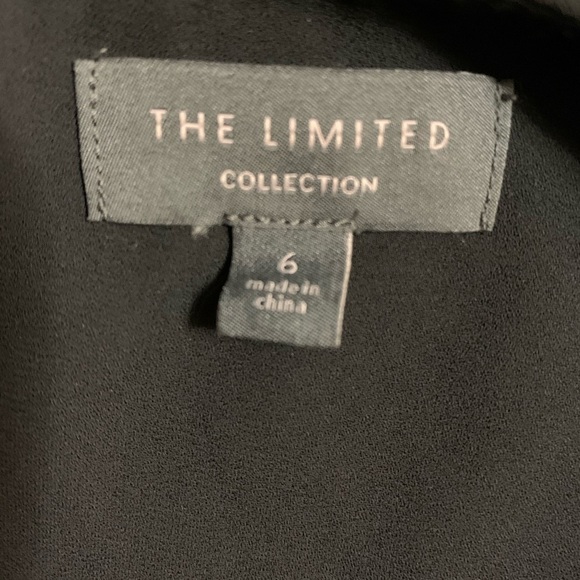 THE LIMITED
COLLECTION
6
made in
china